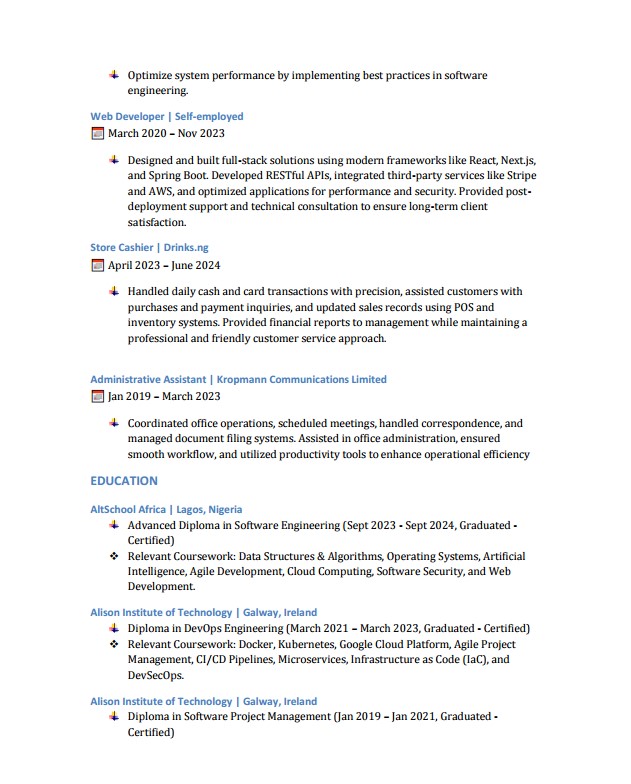 Optimize system performance by implementing best practices in software
engineering.
Web Developer | Self-employed
March 2020 – Nov 2023
Designed and built full-stack solutions using modern frameworks like React, Next.js,
and Spring Boot. Developed RESTful APIs, integrated third-party services like Stripe
and AWS, and optimized applications for performance and security. Provided post-
deployment support and technical consultation to ensure long-term client
satisfaction.
Store Cashier | Drinks.ng
April 2023 – June 2024
Handled daily cash and card transactions with precision, assisted customers with
purchases and payment inquiries, and updated sales records using POS and
inventory systems. Provided financial reports to management while maintaining a
professional and friendly customer service approach.
Administrative Assistant | Kropmann Communications Limited
Jan 2019 – March 2023
Coordinated office operations, scheduled meetings, handled correspondence, and
managed document filing systems. Assisted in office administration, ensured
smooth workflow, and utilized productivity tools to enhance operational efficiency
EDUCATION
AltSchool Africa | Lagos, Nigeria
Advanced Diploma in Software Engineering (Sept 2023 - Sept 2024, Graduated -
Certified)
❖ Relevant Coursework: Data Structures & Algorithms, Operating Systems, Artificial
Intelligence, Agile Development, Cloud Computing, Software Security, and Web
Development.
Alison Institute of Technology | Galway, Ireland
Diploma in DevOps Engineering (March 2021 – March 2023, Graduated - Certified)
❖ Relevant Coursework: Docker, Kubernetes, Google Cloud Platform, Agile Project
Management, CI/CD Pipelines, Microservices, Infrastructure as Code (IaC), and
DevSecOps.
Alison Institute of Technology | Galway, Ireland
Diploma in Software Project Management (Jan 2019 – Jan 2021, Graduated -
Certified)